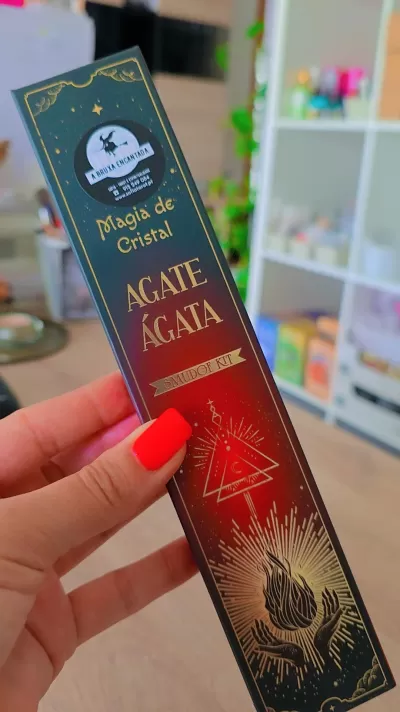 A BRUXA ENCANTADA
Magia de
Cristal
AGATE
ÁGATA
SMUDGE KIT